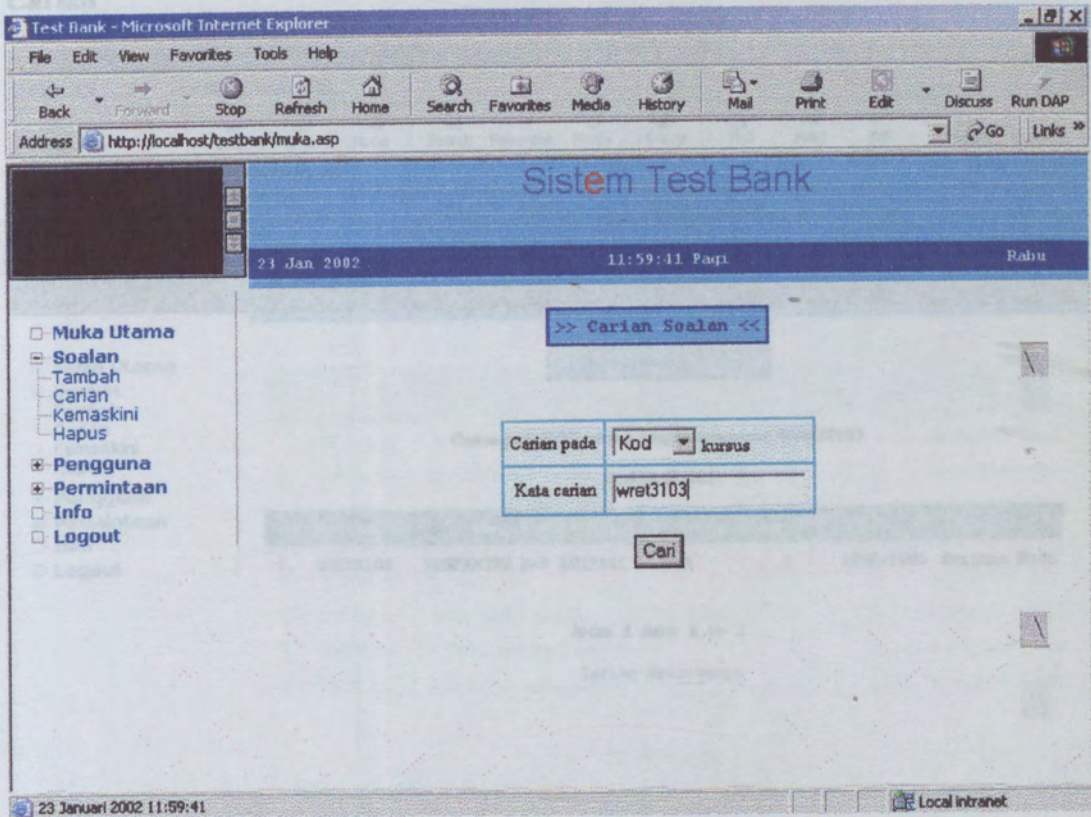 Test Bank - Microsoft Internet Explorer
File Edit View Favorites Tools Help
Back Forward Stop Refresh Home Search Favorites Media History Mail Print Edit Discuss Run DAP
Address http://localhost/testbank/muka.asp Go Links »
Sistem Test Bank
23 Jan 2002 11:59:41 Pagi Rabu
>> Carian Soalan <<
Muka Utama
Soalan
Tambah
Carian
Kemaskini
Hapus
Pengguna
Permintaan
Info
Logout
Carian pada Kod kursus
Kata carian wret3103
Cari
23 Januari 2002 11:59:41 Local intranet